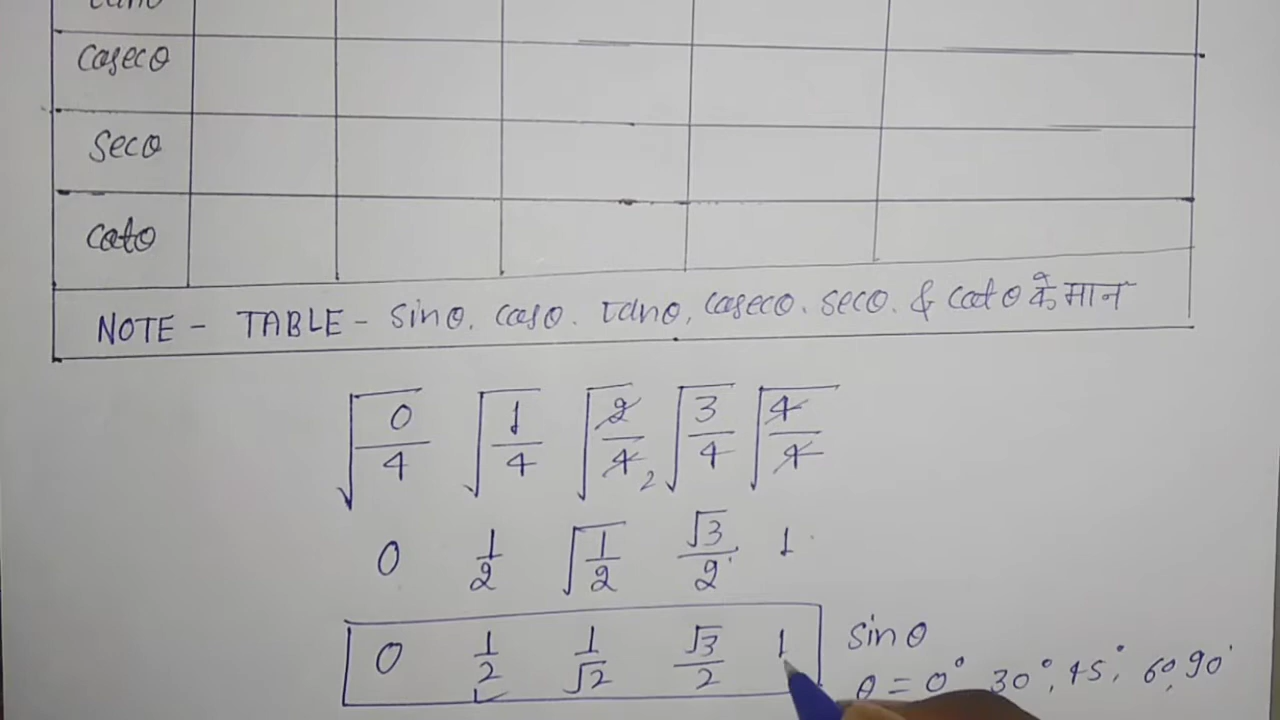 cosecθ
secθ
cotθ
NOTE - TABLE - sinθ. cosθ. tanθ, cosecθ. secθ. & cotθ के मान
√0/4 √1/4 √2/4 2 √3/4 √4/4
0 1/2 √1/2 √3/2 1
0 1/2 1/√2 √3/2 1 sinθ
θ = 0° 30°, 45°, 60, 90°